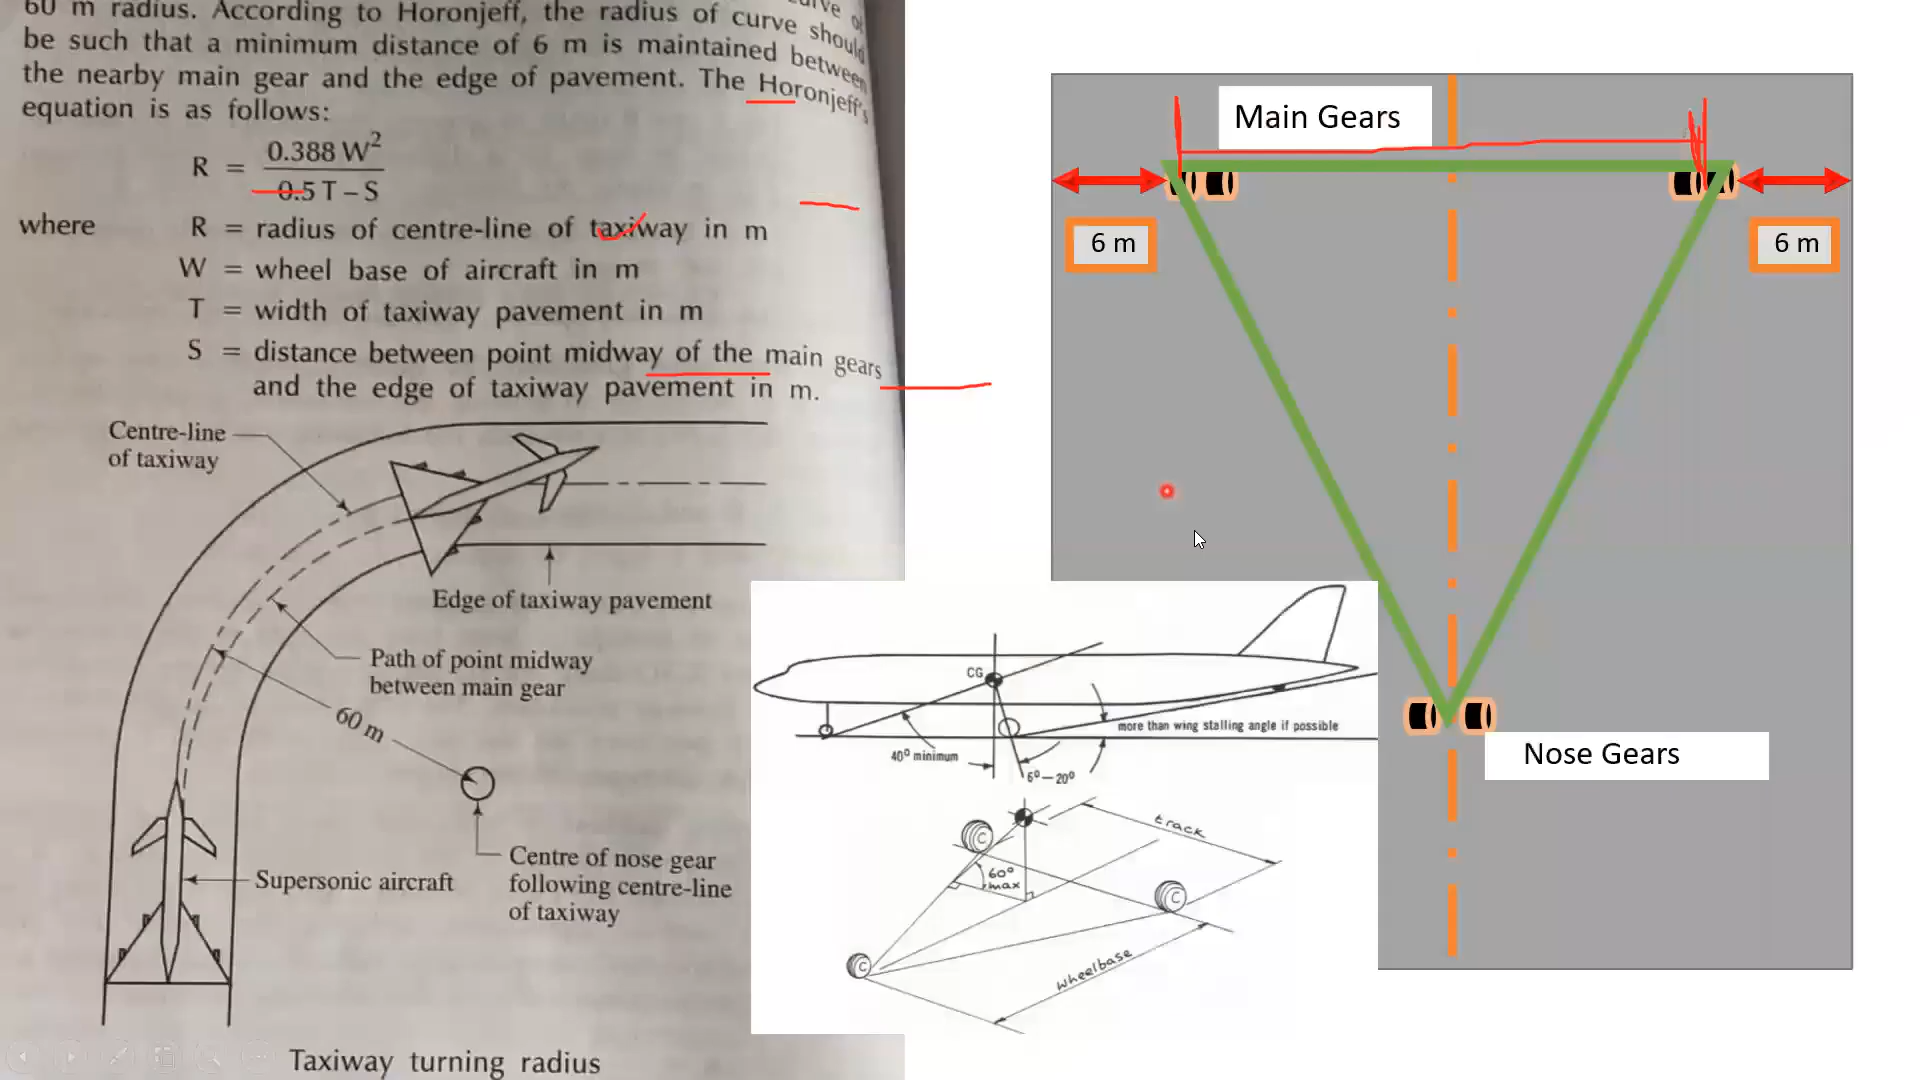 60 m radius. According to Horonjeff, the radius of curve should
be such that a minimum distance of 6 m is maintained between
the nearby main gear and the edge of pavement. The Horonjeff's
equation is as follows:
R = 0.388 W² / 0.5 T – S
where R = radius of centre-line of taxiway in m
W = wheel base of aircraft in m
T = width of taxiway pavement in m
S = distance between point midway of the main gears
and the edge of taxiway pavement in m.
Centre-line
of taxiway
Edge of taxiway pavement
Path of point midway
between main gear
60 m
Centre of nose gear
following centre-line
of taxiway
Supersonic aircraft
Taxiway turning radius
Main Gears
6 m
6 m
Nose Gears
CG
more than wing stalling angle if possible
40° minimum
6°–20°
track
C
60°
max
C
C
wheelbase